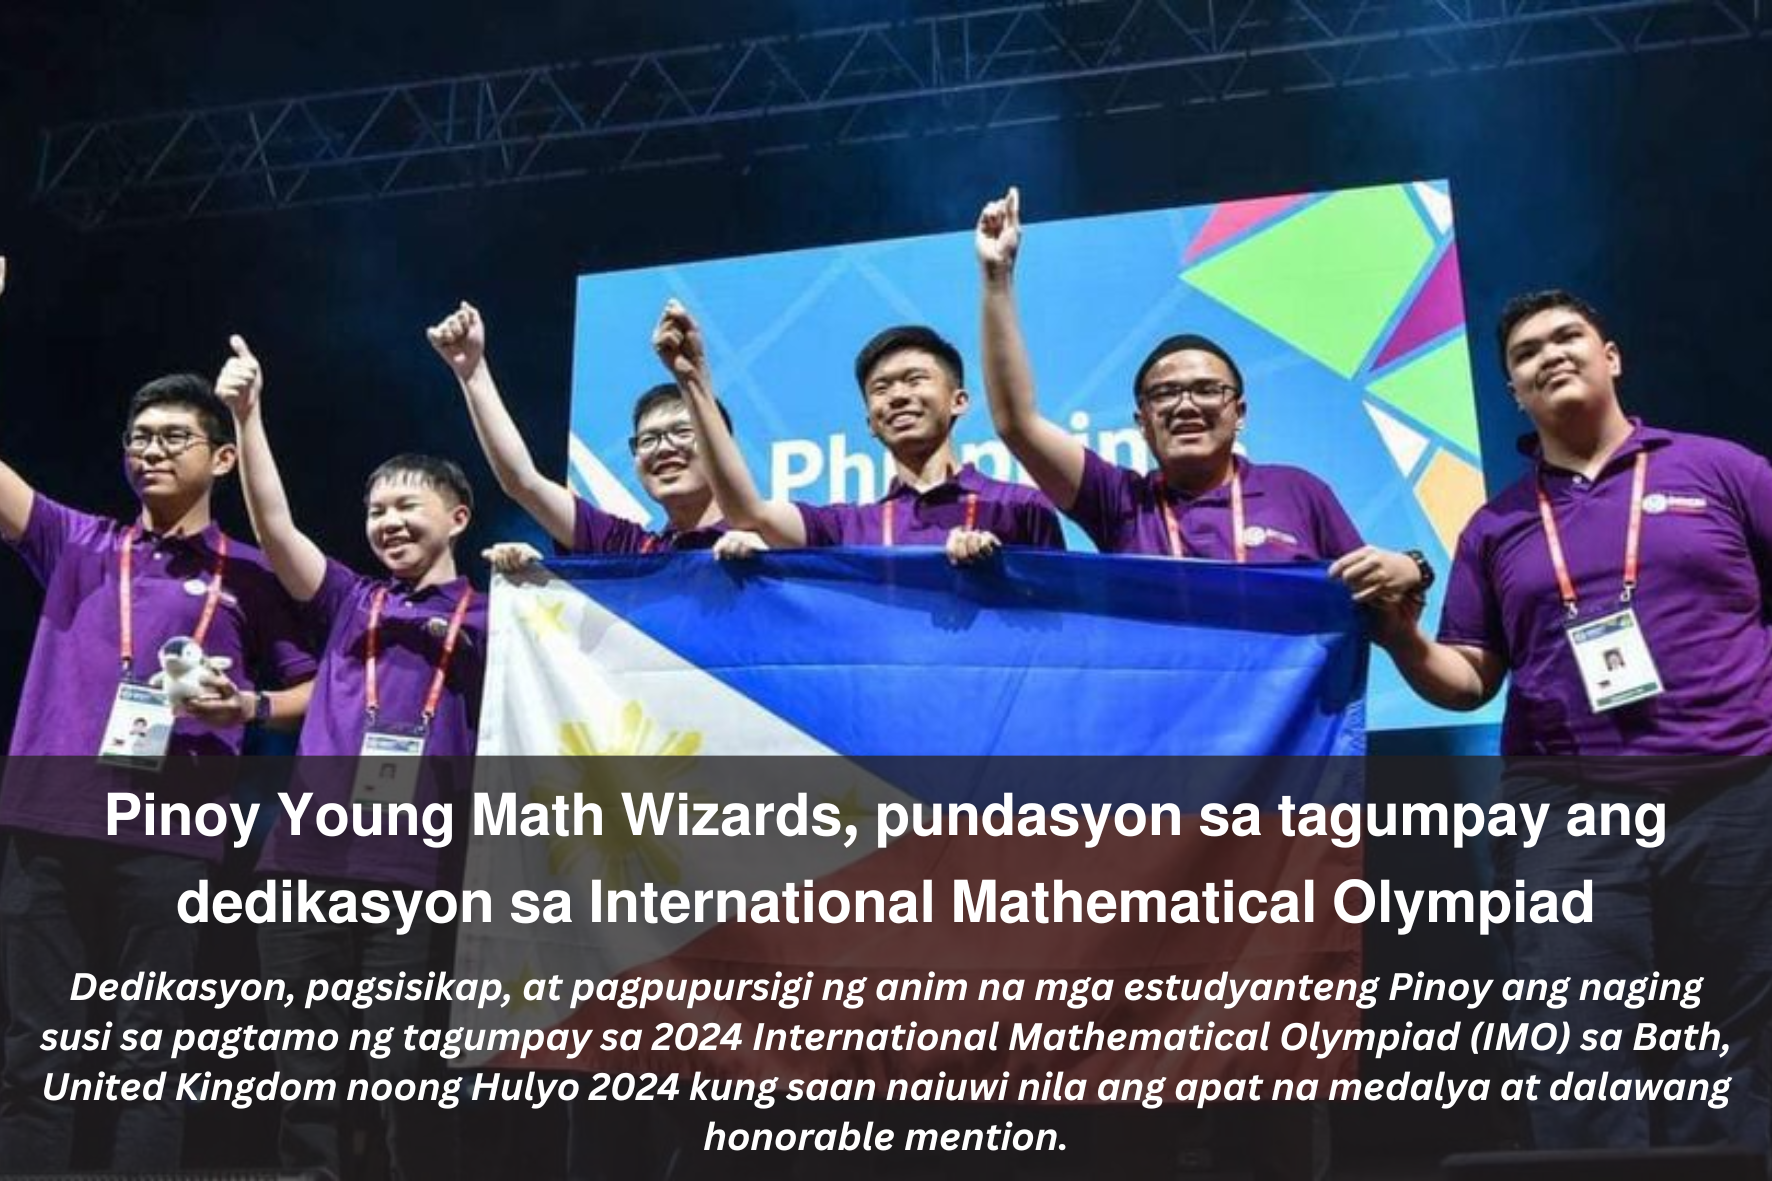 Philippines
Pinoy Young Math Wizards, pundasyon sa tagumpay ang
dedikasyon sa International Mathematical Olympiad
Dedikasyon, pagsisikap, at pagpupursigi ng anim na mga estudyanteng Pinoy ang naging
susi sa pagtamo ng tagumpay sa 2024 International Mathematical Olympiad (IMO) sa Bath,
United Kingdom noong Hulyo 2024 kung saan naiuwi nila ang apat na medalya at dalawang
honorable mention.